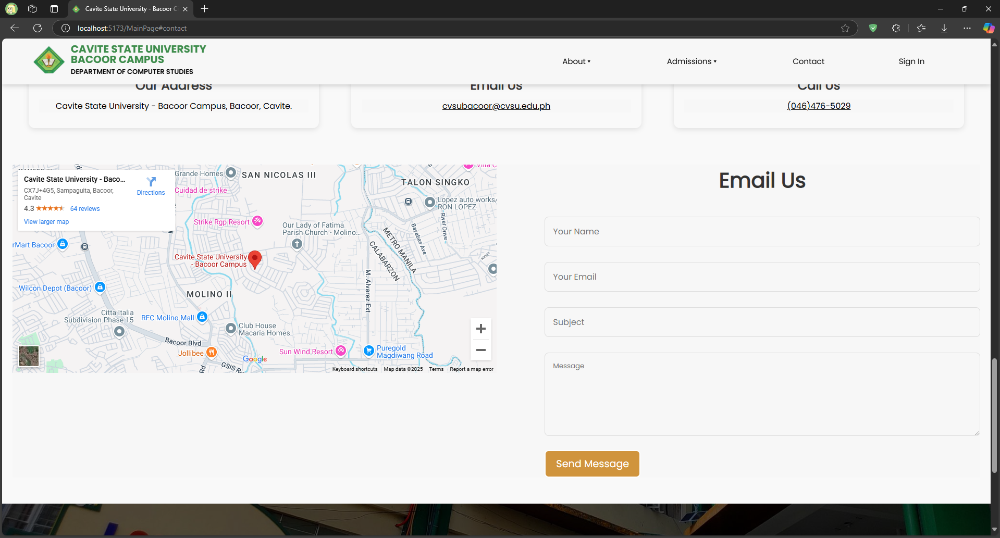 Cavite State University - Bacoor C
localhost:5173/MainPage#contact
CAVITE STATE UNIVERSITY
BACOOR CAMPUS
DEPARTMENT OF COMPUTER STUDIES
About ▾
Admissions ▾
Contact
Sign In
Our Address
Cavite State University - Bacoor Campus, Bacoor, Cavite.
Email Us
cvsubacoor@cvsu.edu.ph
Call Us
(046)476-5029
Cavite State University - Baco...
CX7J+4G5, Sampaguita, Bacoor,
Cavite
4.3
64 reviews
View larger map
Directions
Grande Homes
SAN NICOLAS III
Cuidad de strike
TALON SINGKO
Villa C
Lopez auto works/
RON LOPEZ
River Drive
Strike Rgp Resort
Our Lady of Fatima
Parish Church - Molino...
Bayabas Ave
METRO MANILA
CALABARZON
Kings
rMart Bacoor
Cavite State University
- Bacoor Campus
M. Alvarez Ext
Wilcon Depot (Bacoor)
MOLINO II
Citta Italia
Subdivision Phase 15
RFC Molino Mall
Club House
Macaria Homes
Bacoor Blvd
Jollibee
Rd
GSIS R
Google
Sun Wind Resort
Puregold
Magdiwang Road
Keyboard shortcuts
Map data ©2025
Terms
Report a map error
Email Us
Your Name
Your Email
Subject
Message
Send Message